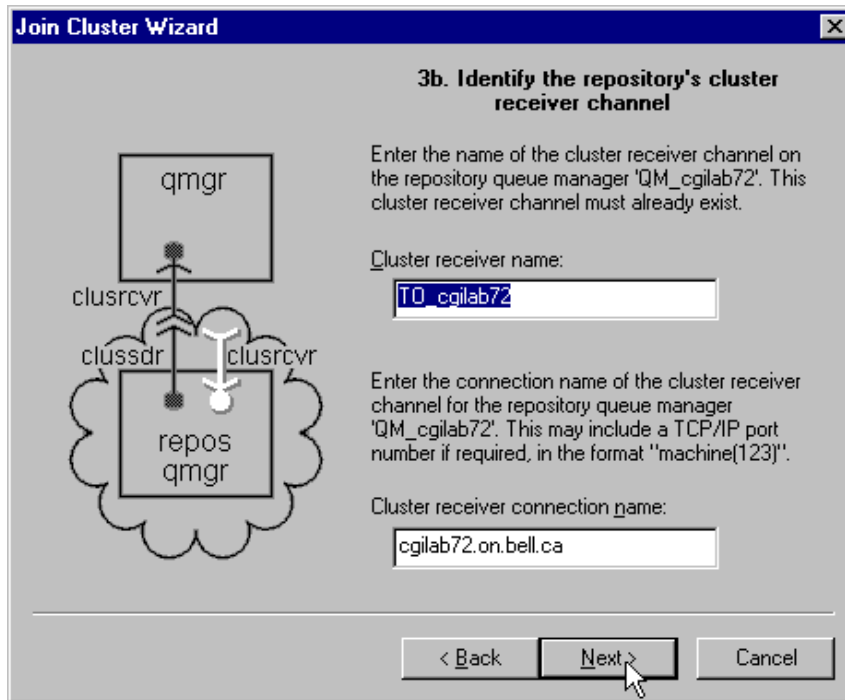 Join Cluster Wizard
3b. Identify the repository's cluster
receiver channel
Enter the name of the cluster receiver channel on
the repository queue manager 'QM_cgilab72'. This
cluster receiver channel must already exist.
Cluster receiver name:
TO_cgilab72
Enter the connection name of the cluster receiver
channel for the repository queue manager
'QM_cgilab72'. This may include a TCP/IP port
number if required, in the format "machine(123)".
Cluster receiver connection name:
cgilab72.on.bell.ca
qmgr
clusrcvr
clussdr
clusrcvr
repos
qmgr
< Back
Next >
Cancel